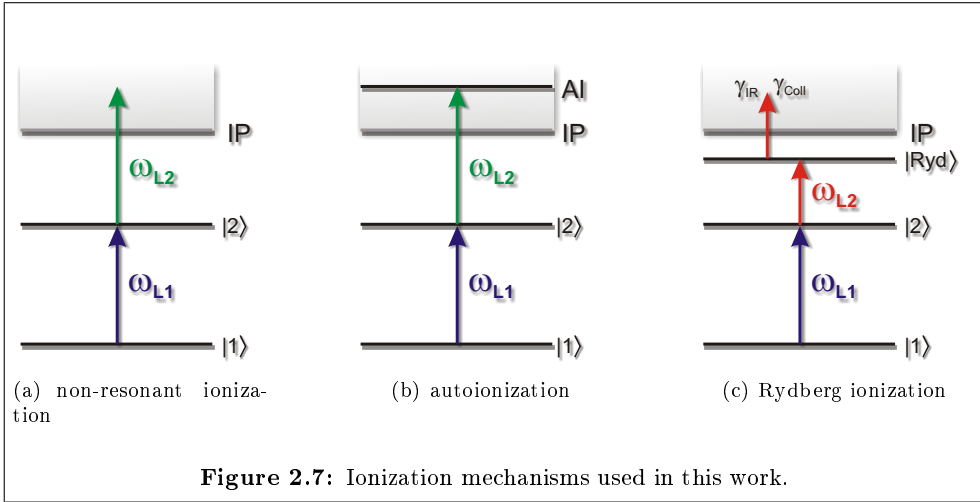 AI
IP
IP
γIR γColl
IP
|Ryd⟩
ωL2
ωL2
ωL2
|2⟩
|2⟩
|2⟩
ωL1
ωL1
ωL1
|1⟩
|1⟩
|1⟩
(a) non-resonant ioniza-
tion
(b) autoionization
(c) Rydberg ionization
Figure 2.7: Ionization mechanisms used in this work.